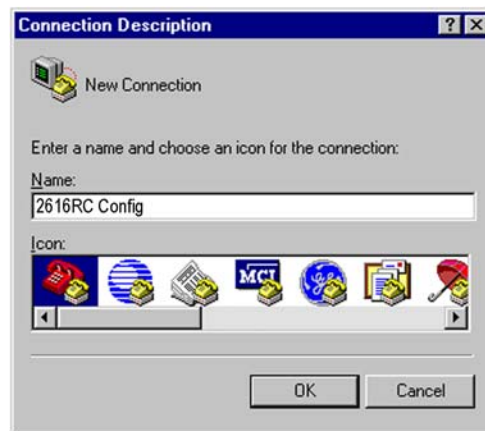 Connection Description
New Connection
Enter a name and choose an icon for the connection:
Name:
2616RC Config
Icon:
MCI
OK
Cancel